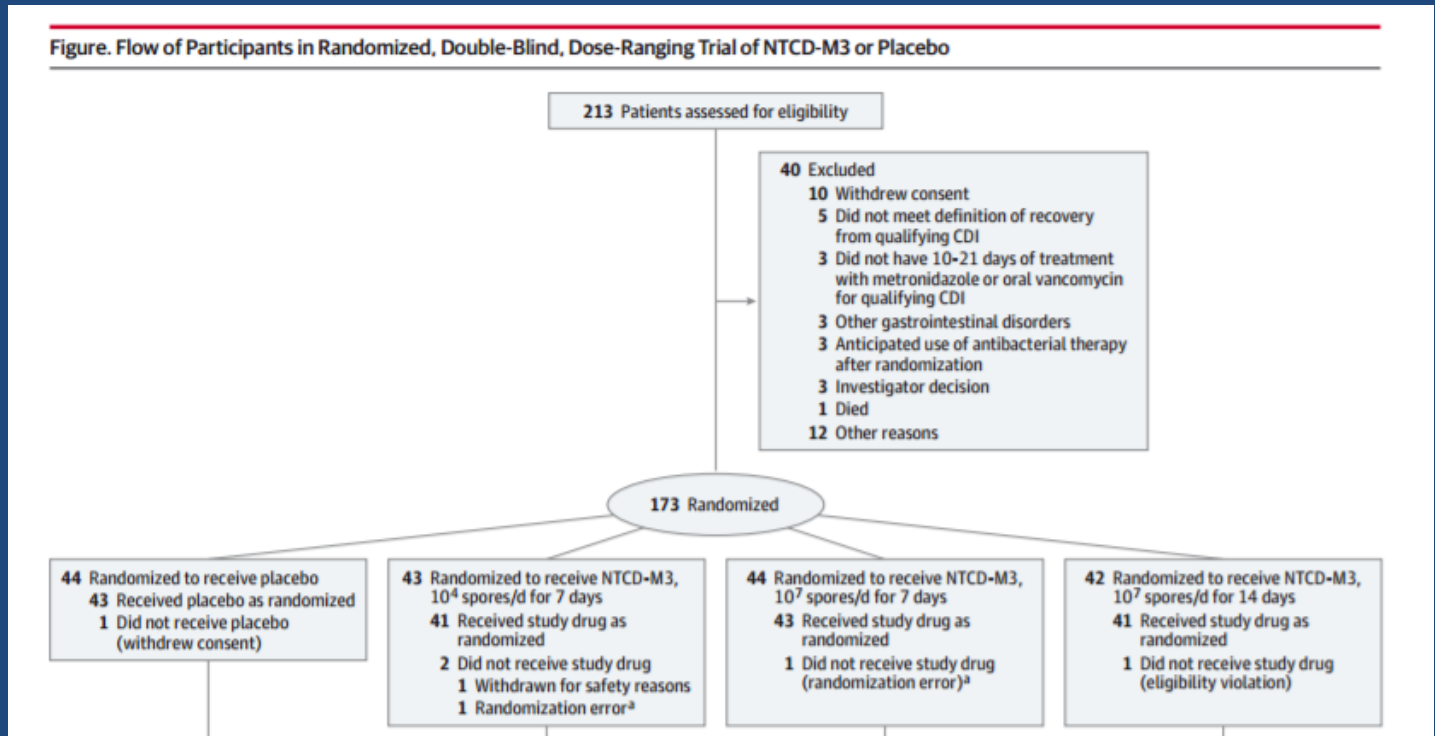 Figure. Flow of Participants in Randomized, Double-Blind, Dose-Ranging Trial of NTCD-M3 or Placebo
213 Patients assessed for eligibility
40 Excluded
10 Withdrew consent
5 Did not meet definition of recovery
from qualifying CDI
3 Did not have 10-21 days of treatment
with metronidazole or oral vancomycin
for qualifying CDI
3 Other gastrointestinal disorders
3 Anticipated use of antibacterial therapy
after randomization
3 Investigator decision
1 Died
12 Other reasons
173 Randomized
44 Randomized to receive placebo
43 Received placebo as randomized
1 Did not receive placebo
(withdrew consent)
43 Randomized to receive NTCD-M3,
10⁴ spores/d for 7 days
41 Received study drug as
randomized
2 Did not receive study drug
1 Withdrawn for safety reasons
1 Randomization errorᵃ
44 Randomized to receive NTCD-M3,
10⁷ spores/d for 7 days
43 Received study drug as
randomized
1 Did not receive study drug
(randomization error)ᵃ
42 Randomized to receive NTCD-M3,
10⁷ spores/d for 14 days
41 Received study drug as
randomized
1 Did not receive study drug
(eligibility violation)